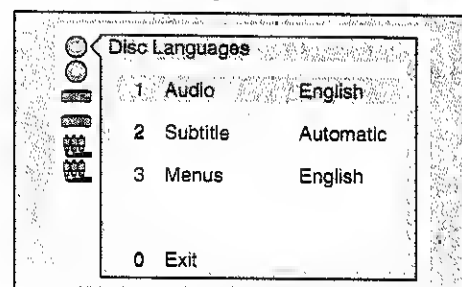 Disc Languages
1 Audio English
2 Subtitle Automatic
3 Menus English
0 Exit